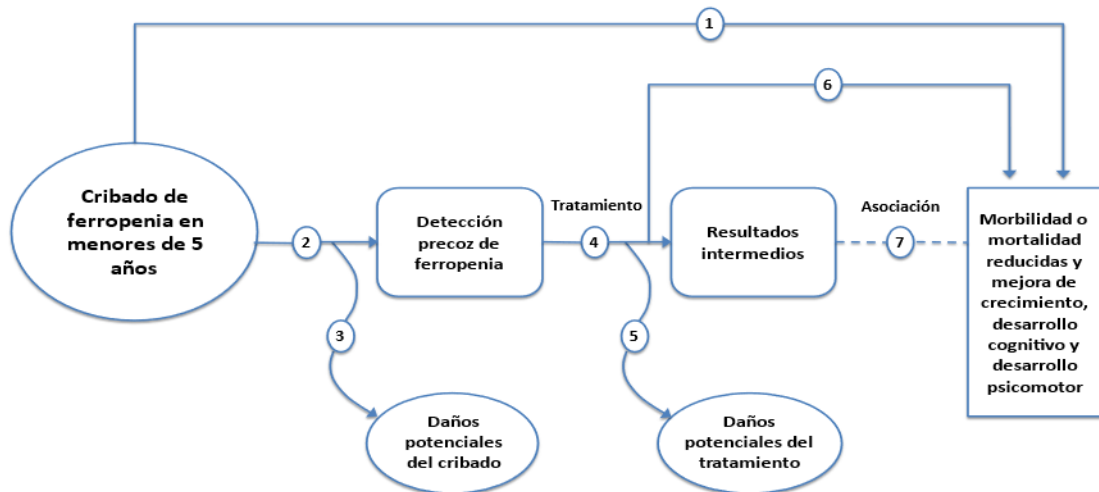 1
6
Cribado de
ferropenia en
menores de 5
años
2
Detección
precoz de
ferropenia
Tratamiento
4
Resultados
intermedios
Asociación
7
Morbilidad o
mortalidad
reducidas y
mejora de
crecimiento,
desarrollo
cognitivo y
desarrollo
psicomotor
3
5
Daños
potenciales
del cribado
Daños
potenciales del
tratamiento